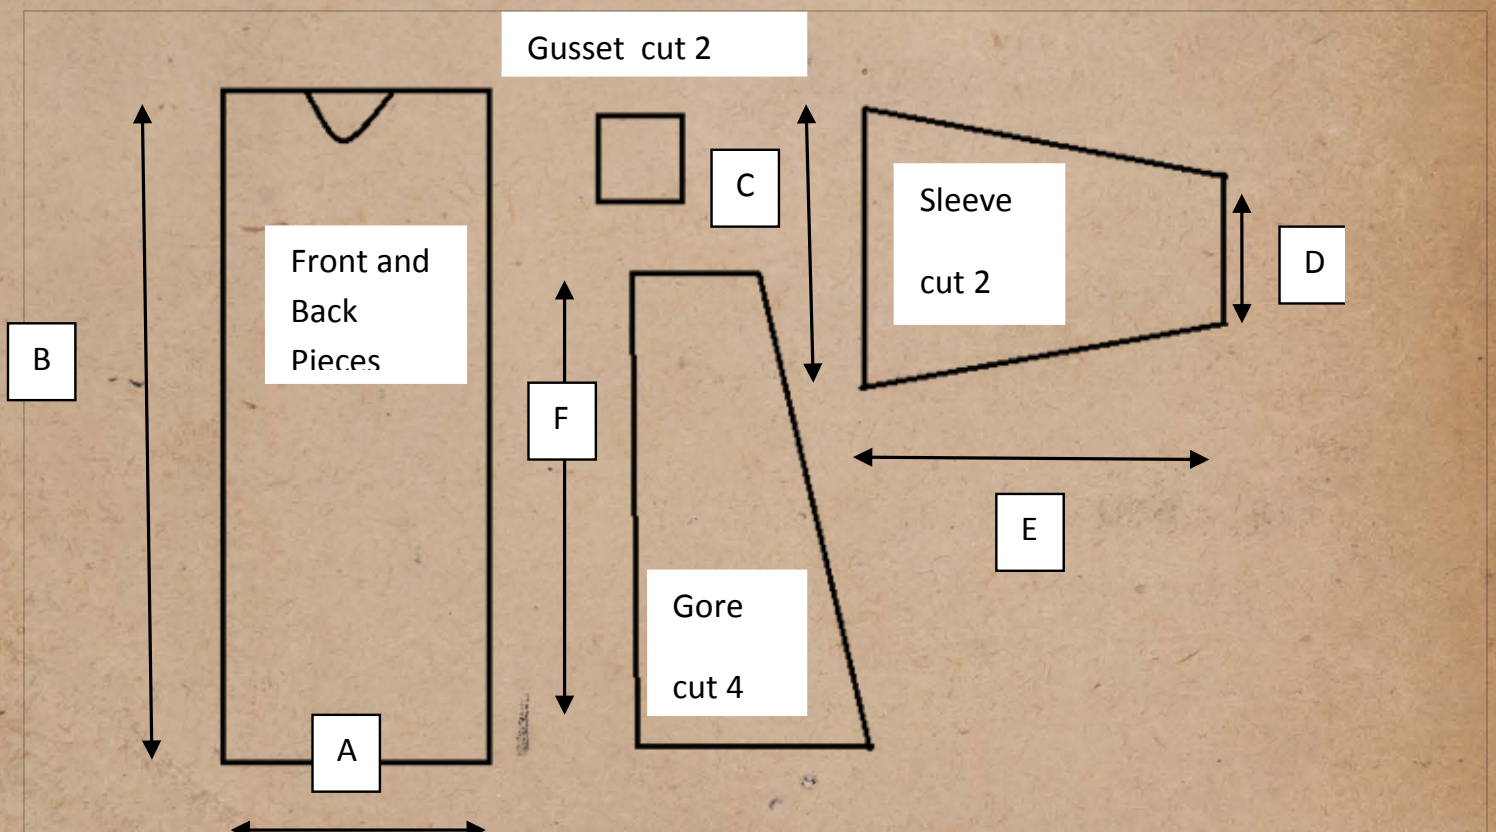 Gusset cut 2
Front and
Back
Pieces
B
A
F
C
Sleeve
cut 2
D
E
Gore
cut 4